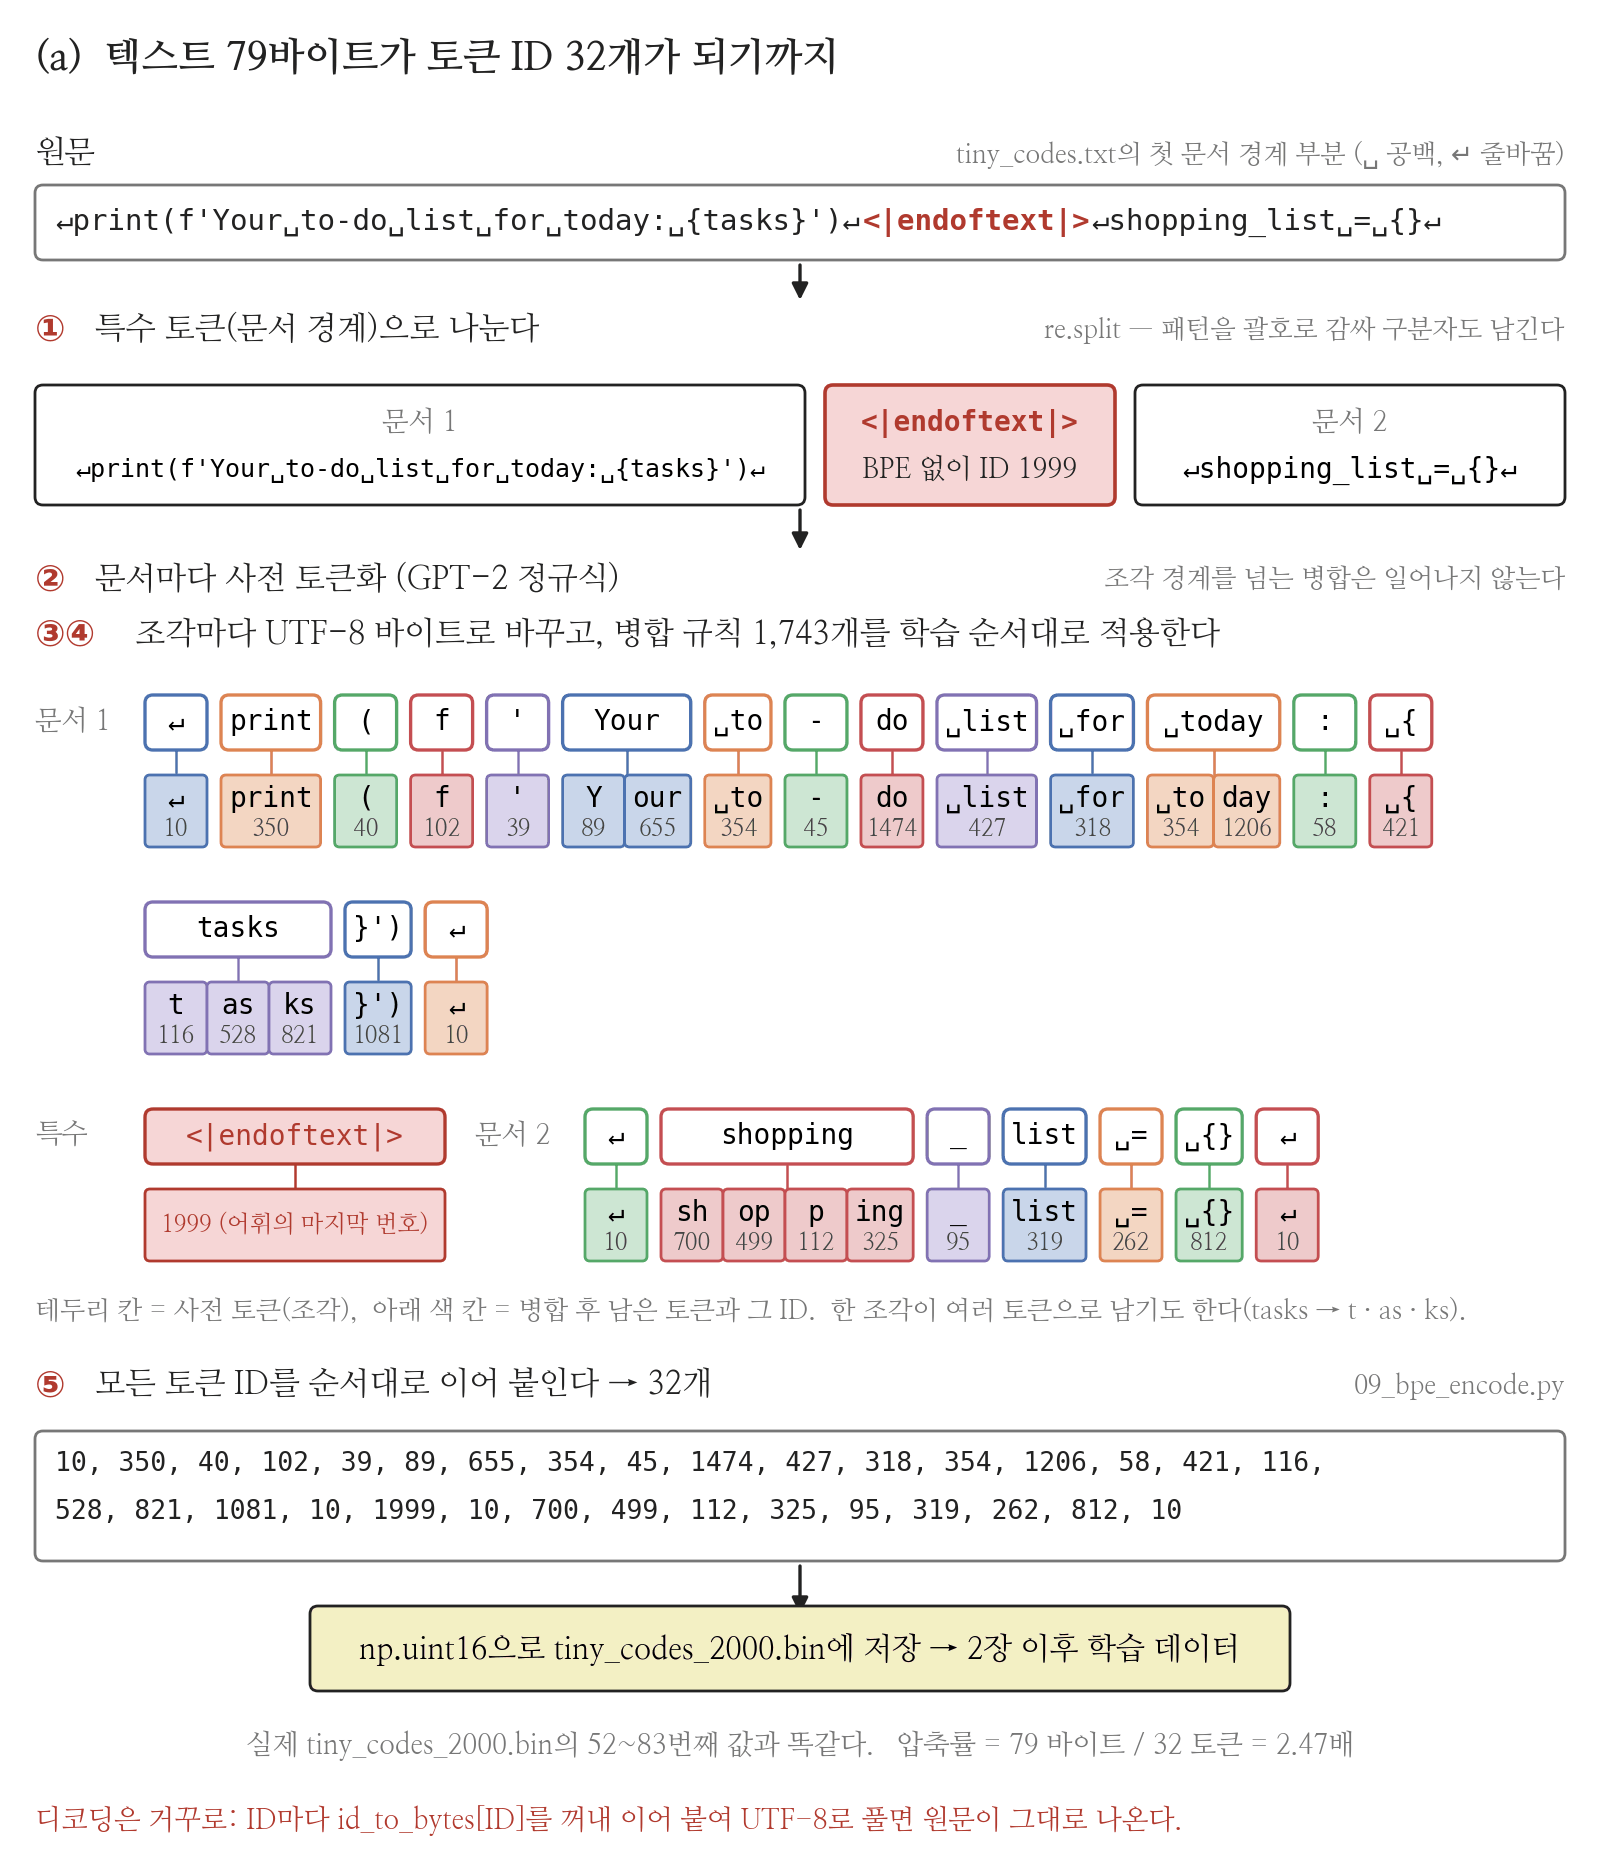 (a) 텍스트 79바이트가 토큰 ID 32개가 되기까지
원문
tiny_codes.txt의 첫 문서 경계 부분 (␣ 공백, ↵ 줄바꿈)
↵print(f'Your␣to-do␣list␣for␣today:␣{tasks}')↵<|endoftext|>↵shopping_list␣=␣{}↵
① 특수 토큰(문서 경계)으로 나눈다
re.split — 패턴을 괄호로 감싸 구분자도 남긴다
문서 1
↵print(f'Your␣to-do␣list␣for␣today:␣{tasks}')↵
<|endoftext|>
BPE 없이 ID 1999
문서 2
↵shopping_list␣=␣{}↵
② 문서마다 사전 토큰화 (GPT-2 정규식)
조각 경계를 넘는 병합은 일어나지 않는다
③④ 조각마다 UTF-8 바이트로 바꾸고, 병합 규칙 1,743개를 학습 순서대로 적용한다
문서 1 ↵ print ( f ' Your ␣to - do ␣list ␣for ␣today : ␣{
↵ print ( f ' Y our ␣to - do ␣list ␣for ␣to day : ␣{
10 350 40 102 39 89 655 354 45 1474 427 318 354 1206 58 421
tasks }') ↵
t as ks }') ↵
116 528 821 1081 10
특수 <|endoftext|>
1999 (어휘의 마지막 번호)
문서 2 ↵ shopping _ list ␣= ␣{} ↵
↵ sh op p ing _ list ␣= ␣{} ↵
10 700 499 112 325 95 319 262 812 10
테두리 칸 = 사전 토큰(조각), 아래 색 칸 = 병합 후 남은 토큰과 그 ID. 한 조각이 여러 토큰으로 남기도 한다(tasks → t · as · ks).
⑤ 모든 토큰 ID를 순서대로 이어 붙인다 → 32개
09_bpe_encode.py
10, 350, 40, 102, 39, 89, 655, 354, 45, 1474, 427, 318, 354, 1206, 58, 421, 116,
528, 821, 1081, 10, 1999, 10, 700, 499, 112, 325, 95, 319, 262, 812, 10
np.uint16으로 tiny_codes_2000.bin에 저장 → 2장 이후 학습 데이터
실제 tiny_codes_2000.bin의 52~83번째 값과 똑같다. 압축률 = 79 바이트 / 32 토큰 = 2.47배
디코딩은 거꾸로: ID마다 id_to_bytes[ID]를 꺼내 이어 붙여 UTF-8로 풀면 원문이 그대로 나온다.